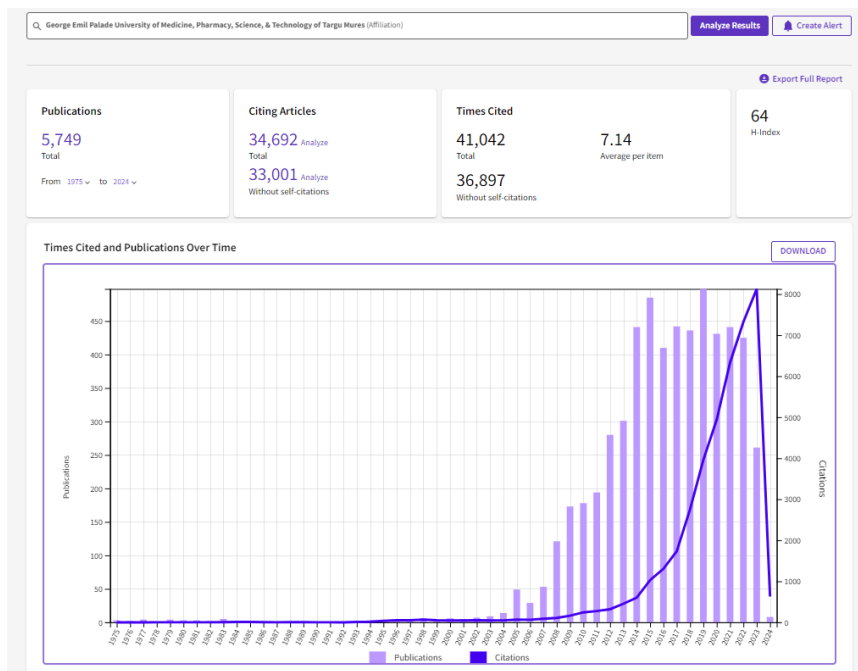 George Emil Palade University of Medicine, Pharmacy, Science, & Technology of Targu Mures (Affiliation)
Analyze Results
Create Alert
Export Full Report
Publications
5,749
Total
From 1975 to 2024
Citing Articles
34,692 Analyze
Total
33,001 Analyze
Without self-citations
Times Cited
41,042
Total
7.14
Average per item
36,897
Without self-citations
64
H-Index
Times Cited and Publications Over Time
DOWNLOAD
Publications
450
400
350
300
250
200
150
100
50
0
8000
7000
6000
5000
4000
3000
2000
1000
0
Citations
1975 1976 1977 1978 1979 1980 1981 1982 1983 1984 1985 1986 1987 1988 1989 1990 1991 1992 1993 1994 1995 1996 1997 1998 1999 2000 2001 2002 2003 2004 2005 2006 2007 2008 2009 2010 2011 2012 2013 2014 2015 2016 2017 2018 2019 2020 2021 2022 2023 2024
Publications Citations